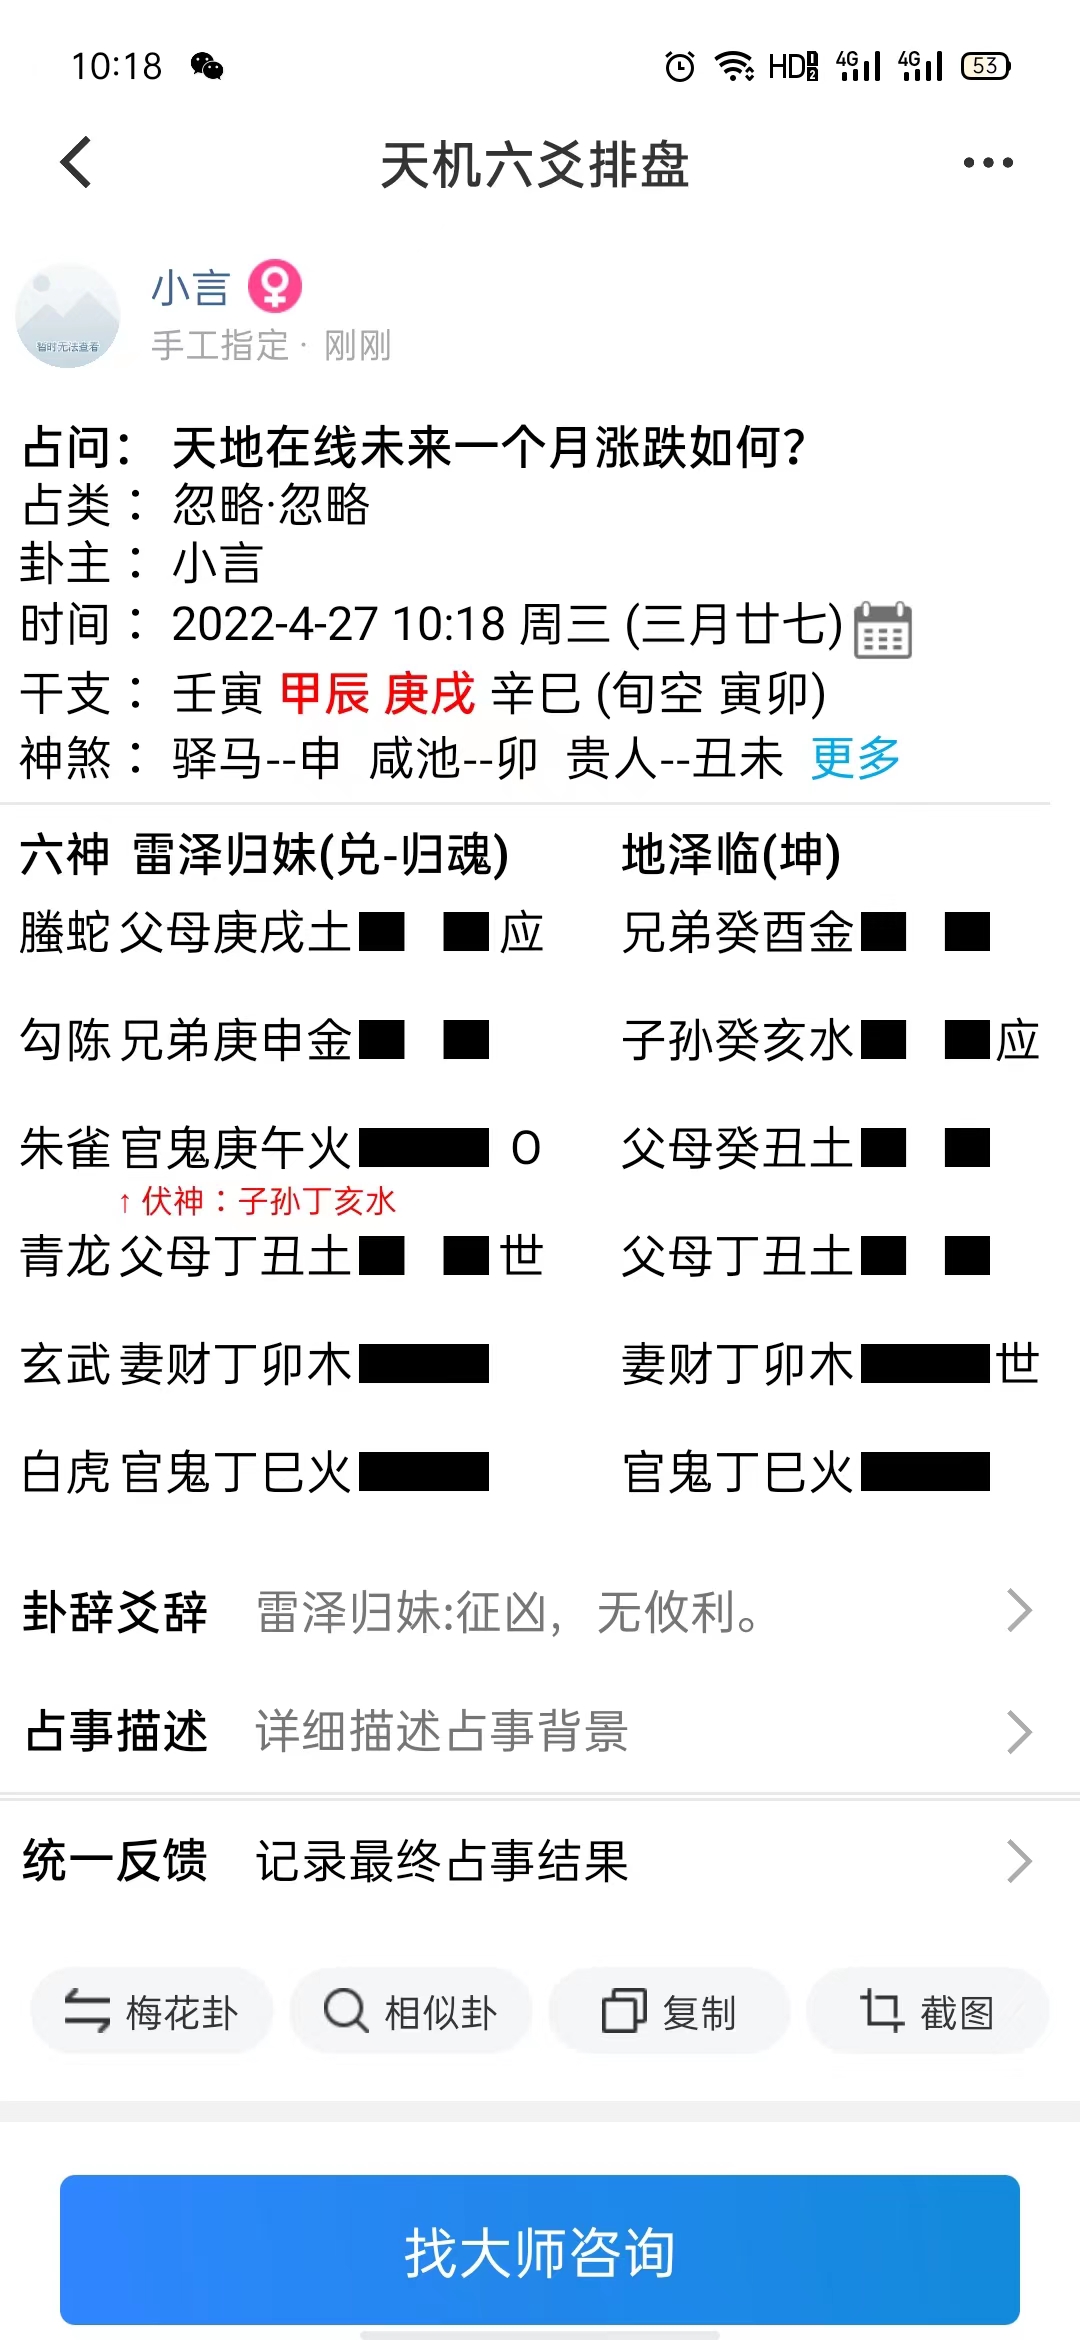 10:18 HD 1 2 4G 4G 53
天机六爻排盘
小言
暂时无法查看
手工指定 · 刚刚
占问： 天地在线未来一个月涨跌如何？
占类： 忽略·忽略
卦主： 小言
时间： 2022-4-27 10:18 周三 (三月廿七)
干支： 壬寅 甲辰 庚戌 辛巳 (旬空 寅卯)
神煞： 驿马--申 咸池--卯 贵人--丑未 更多
六神 雷泽归妹(兑-归魂) 地泽临(坤)
螣蛇 父母庚戌土 应 兄弟癸酉金
勾陈 兄弟庚申金 子孙癸亥水 应
朱雀 官鬼庚午火 O 父母癸丑土
↑ 伏神：子孙丁亥水
青龙 父母丁丑土 世 父母丁丑土
玄武 妻财丁卯木 妻财丁卯木 世
白虎 官鬼丁巳火 官鬼丁巳火
卦辞爻辞 雷泽归妹:征凶，无攸利。
占事描述 详细描述占事背景
统一反馈 记录最终占事结果
梅花卦 相似卦 复制 截图
找大师咨询